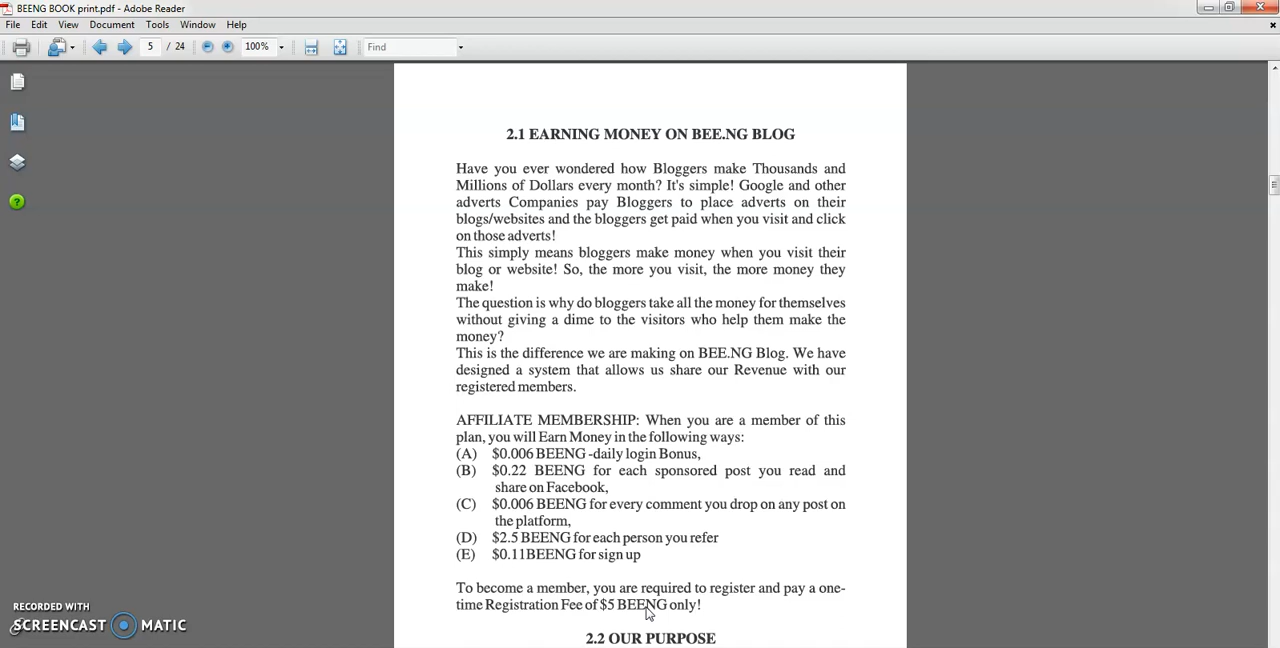 BEENG BOOK print.pdf - Adobe Reader
File Edit View Document Tools Window Help
5 / 24 100% Find
2.1 EARNING MONEY ON BEE.NG BLOG
Have you ever wondered how Bloggers make Thousands and
Millions of Dollars every month? It's simple! Google and other
adverts Companies pay Bloggers to place adverts on their
blogs/websites and the bloggers get paid when you visit and click
on those adverts!
This simply means bloggers make money when you visit their
blog or website! So, the more you visit, the more money they
make!
The question is why do bloggers take all the money for themselves
without giving a dime to the visitors who help them make the
money?
This is the difference we are making on BEE.NG Blog. We have
designed a system that allows us share our Revenue with our
registered members.
AFFILIATE MEMBERSHIP: When you are a member of this
plan, you will Earn Money in the following ways:
(A) $0.006 BEENG -daily login Bonus,
(B) $0.22 BEENG for each sponsored post you read and
share on Facebook,
(C) $0.006 BEENG for every comment you drop on any post on
the platform,
(D) $2.5 BEENG for each person you refer
(E) $0.11BEENG for sign up
To become a member, you are required to register and pay a one-
time Registration Fee of $5 BEENG only!
2.2 OUR PURPOSE
RECORDED WITH
SCREENCAST MATIC